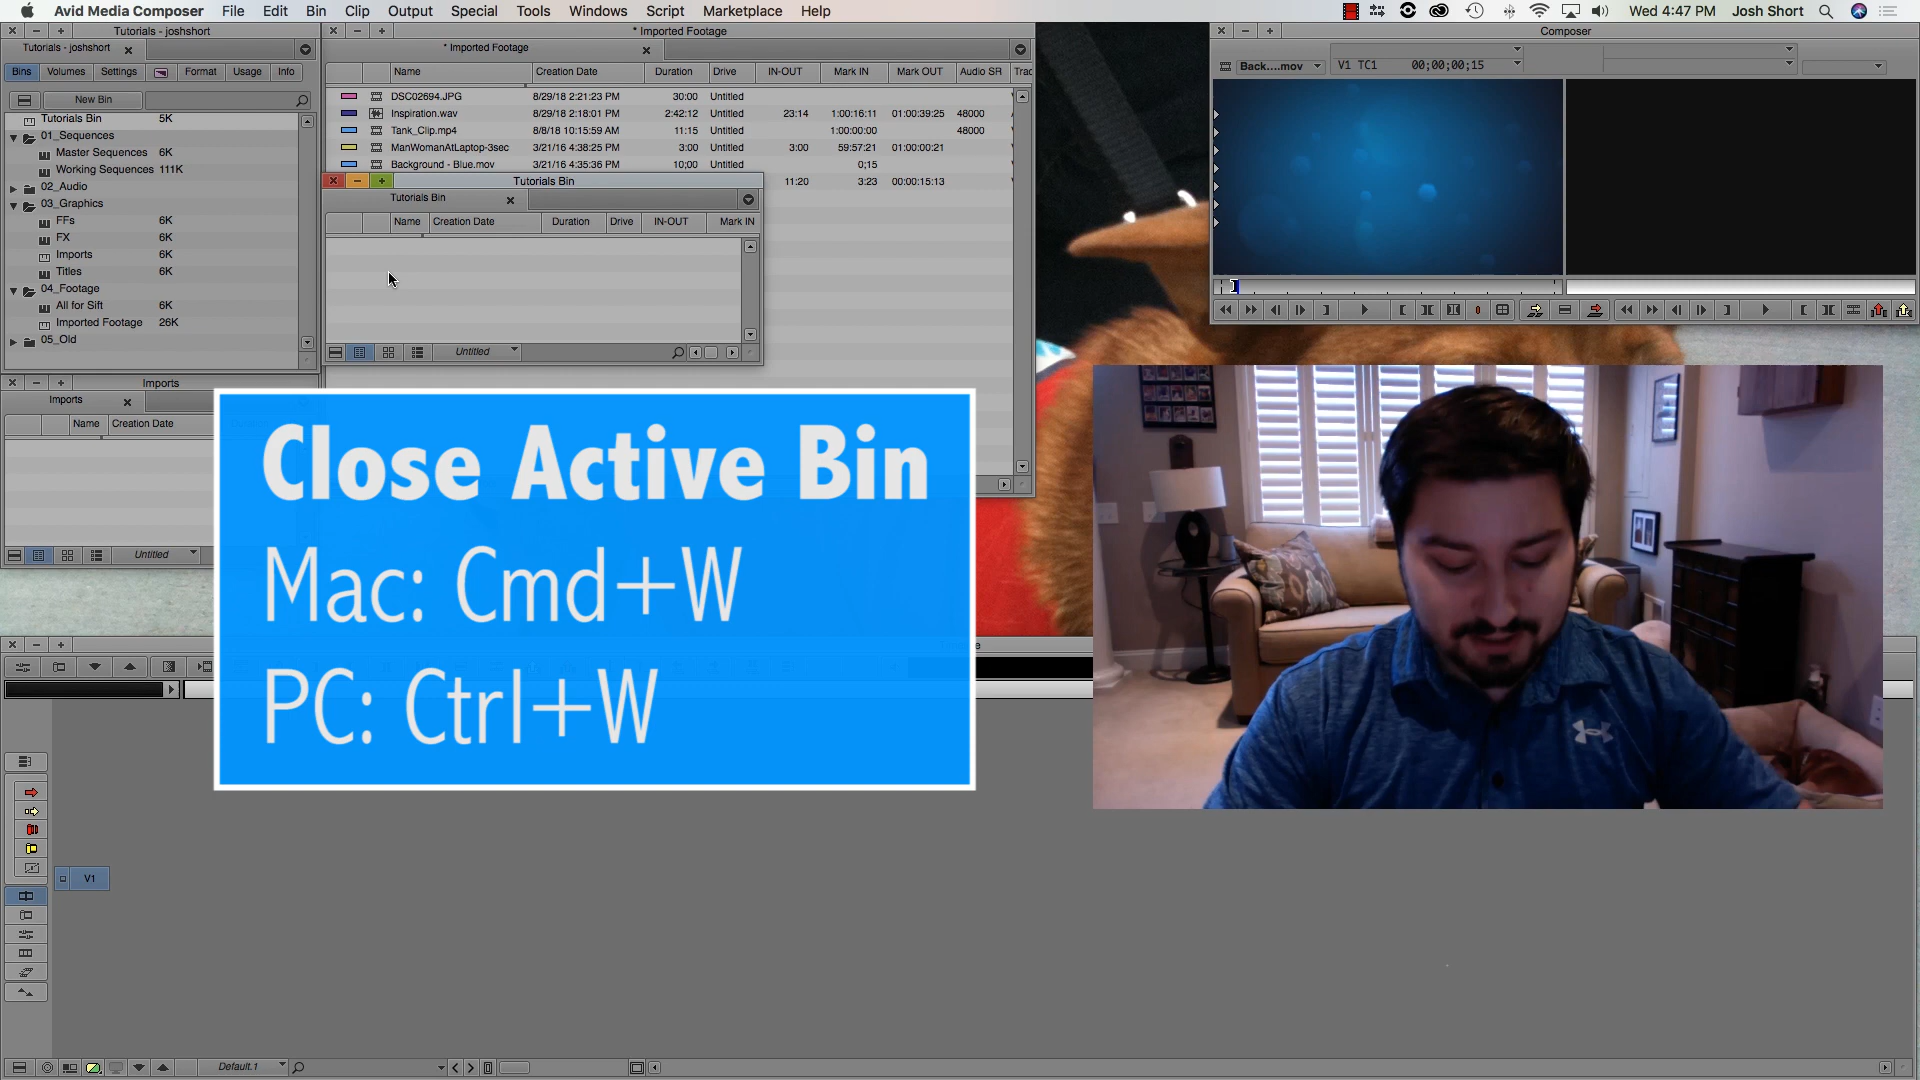 Avid Media Composer File Edit Bin Clip Output Special Tools Windows Script Marketplace Help Wed 4:47 PM Josh Short
Tutorials - joshshort
Tutorials - joshshort
Bins Volumes Settings Format Usage Info
New Bin
Tutorials Bin 5K
01_Sequences
Master Sequences 6K
Working Sequences 111K
02_Audio
03_Graphics
FFs 6K
FX 6K
Imports 6K
Titles 6K
04_Footage
All for Sift 6K
Imported Footage 26K
05_Old
* Imported Footage
* Imported Footage
Name Creation Date Duration Drive IN-OUT Mark IN Mark OUT Audio SR Trac
DSC02694.JPG 8/29/18 2:21:23 PM 30:00 Untitled
Inspiration.wav 8/29/18 2:18:01 PM 2:42:12 Untitled 23:14 1:00:16:11 01:00:39:25 48000
Tank_Clip.mp4 8/8/18 10:15:59 AM 11:15 Untitled 1:00:00:00 48000
ManWomanAtLaptop-3sec 3/21/16 4:38:25 PM 3:00 Untitled 3:00 59:57:21 01:00:00:21
Background - Blue.mov 3/21/16 4:35:36 PM 10;00 Untitled 0;15
11:20 3:23 00:00:15:13
Tutorials Bin
Tutorials Bin
Name Creation Date Duration Drive IN-OUT Mark IN
Untitled
Composer
Back....mov V1 TC1 00;00;00;15
Imports
Imports
Name Creation Date
Untitled
Close Active Bin
Mac: Cmd+W
PC: Ctrl+W
V1
Default.1